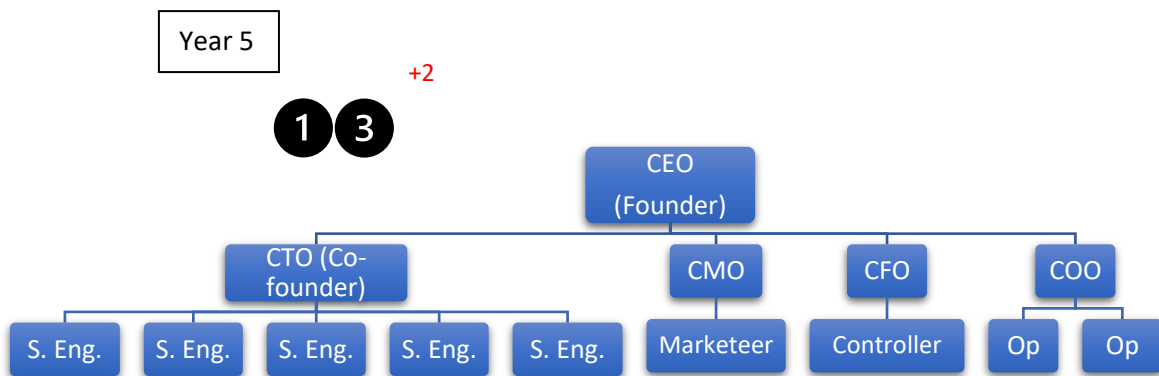 Year 5
+2
1 3
CEO
(Founder)
CTO (Co-
founder)
CMO
CFO
COO
S. Eng.
S. Eng.
S. Eng.
S. Eng.
S. Eng.
Marketeer
Controller
Op
Op